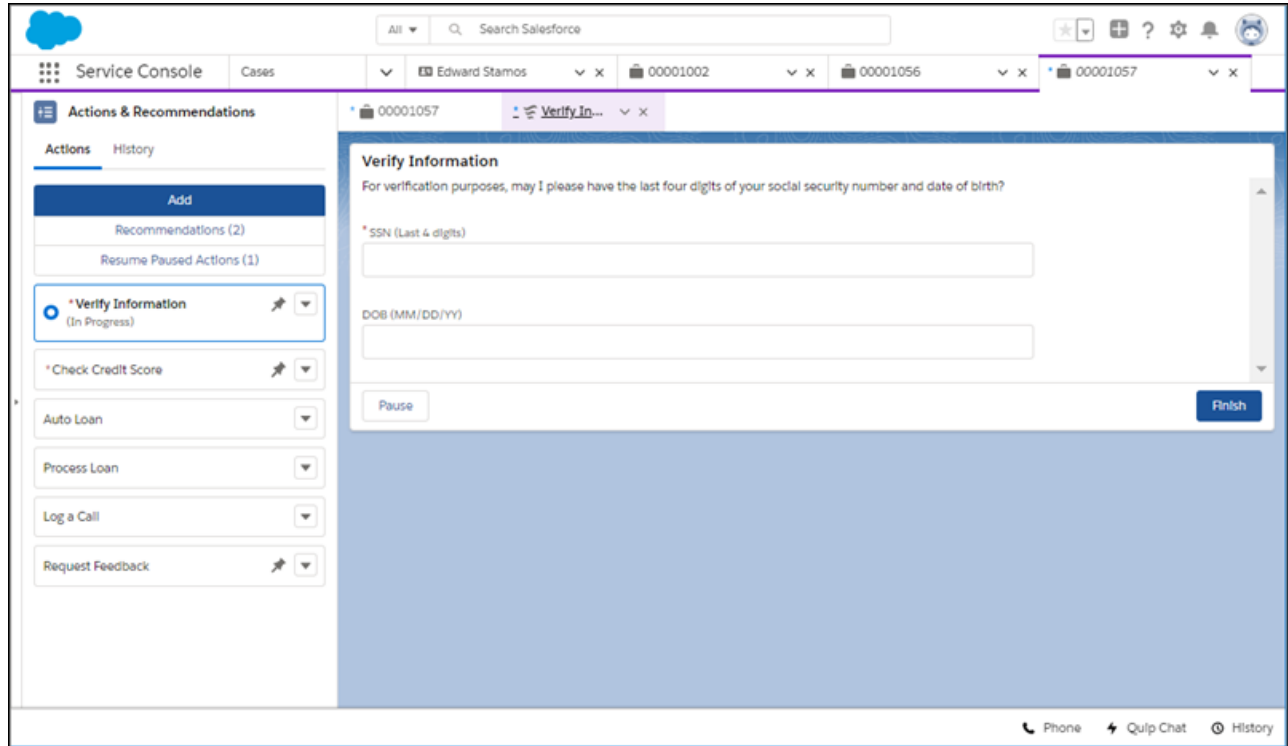 All
Search Salesforce
Service Console
Cases
Edward Stamos
00001002
00001056
* 00001057
Actions & Recommendations
* 00001057
* Verify In...
Actions
History
Add
Recommendations (2)
Resume Paused Actions (1)
*Verify Information
(In Progress)
*Check Credit Score
Auto Loan
Process Loan
Log a Call
Request Feedback
Verify Information
For verification purposes, may I please have the last four digits of your social security number and date of birth?
*SSN (Last 4 digits)
DOB (MM/DD/YY)
Pause
Finish
Phone
Quip Chat
History